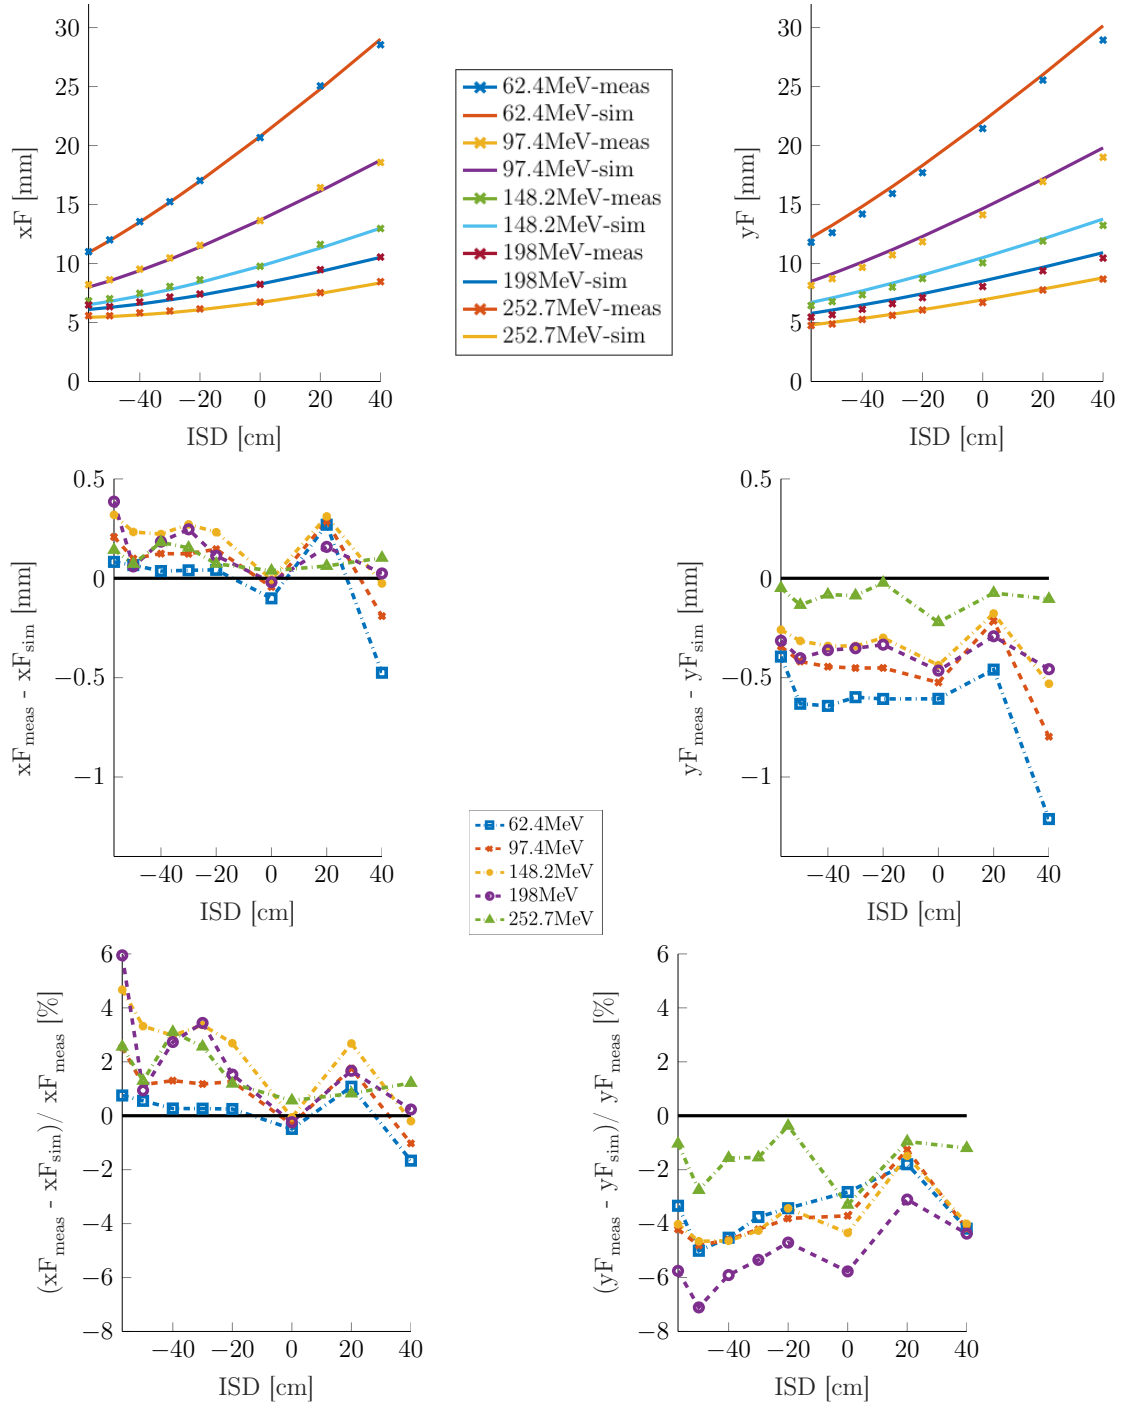 30
25
20
15
10
5
0
xF [mm]
−40 −20 0 20 40
ISD [cm]
62.4MeV-meas
62.4MeV-sim
97.4MeV-meas
97.4MeV-sim
148.2MeV-meas
148.2MeV-sim
198MeV-meas
198MeV-sim
252.7MeV-meas
252.7MeV-sim
30
25
20
15
10
5
0
yF [mm]
−40 −20 0 20 40
ISD [cm]
0.5
0
−0.5
−1
xFmeas - xFsim [mm]
−40 −20 0 20 40
ISD [cm]
0.5
0
−0.5
−1
yFmeas - yFsim [mm]
−40 −20 0 20 40
ISD [cm]
62.4MeV
97.4MeV
148.2MeV
198MeV
252.7MeV
6
4
2
0
−2
−4
−6
−8
(xFmeas - xFsim)/ xFmeas [%]
−40 −20 0 20 40
ISD [cm]
6
4
2
0
−2
−4
−6
−8
(yFmeas - yFsim)/ yFmeas [%]
−40 −20 0 20 40
ISD [cm]